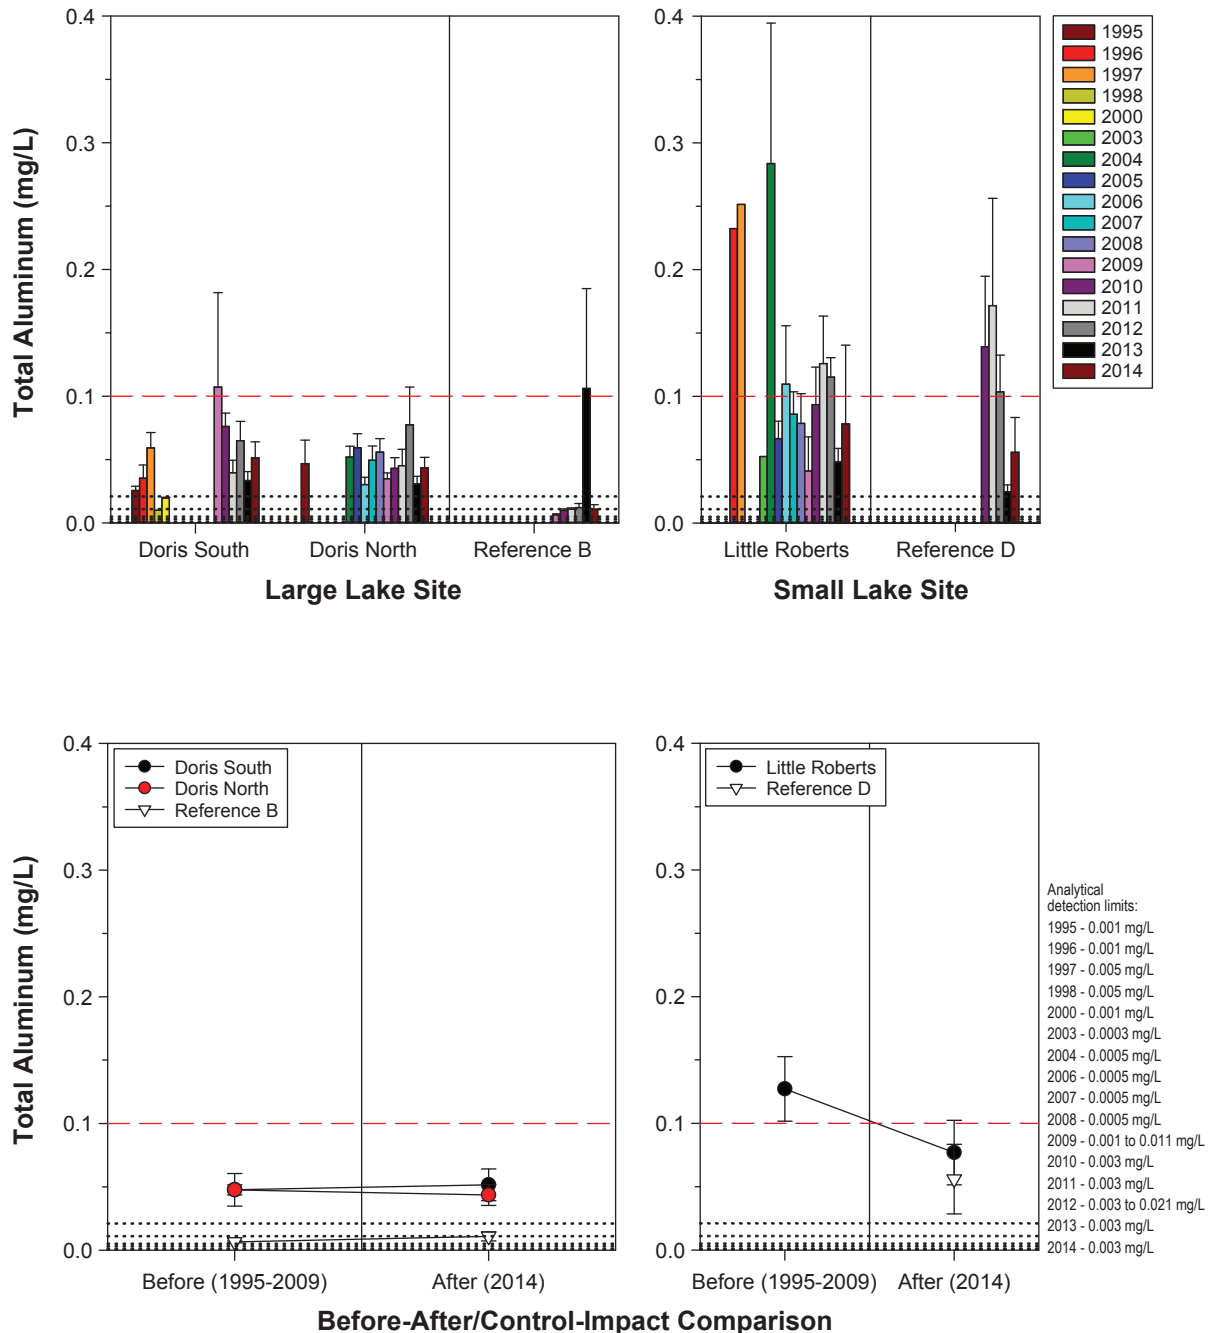 0.4
0.3
0.2
0.1
0.0
Total Aluminum (mg/L)
Doris South
Doris North
Reference B
Large Lake Site
0.4
0.3
0.2
0.1
0.0
Little Roberts
Reference D
Small Lake Site
1995
1996
1997
1998
2000
2003
2004
2005
2006
2007
2008
2009
2010
2011
2012
2013
2014
0.4
0.3
0.2
0.1
0.0
Total Aluminum (mg/L)
Doris South
Doris North
Reference B
Before (1995-2009)
After (2014)
0.4
0.3
0.2
0.1
0.0
Little Roberts
Reference D
Before (1995-2009)
After (2014)
Before-After/Control-Impact Comparison
Analytical
detection limits:
1995 - 0.001 mg/L
1996 - 0.001 mg/L
1997 - 0.005 mg/L
1998 - 0.005 mg/L
2000 - 0.001 mg/L
2003 - 0.0003 mg/L
2004 - 0.0005 mg/L
2006 - 0.0005 mg/L
2007 - 0.0005 mg/L
2008 - 0.0005 mg/L
2009 - 0.001 to 0.011 mg/L
2010 - 0.003 mg/L
2011 - 0.003 mg/L
2012 - 0.003 to 0.021 mg/L
2013 - 0.003 mg/L
2014 - 0.003 mg/L